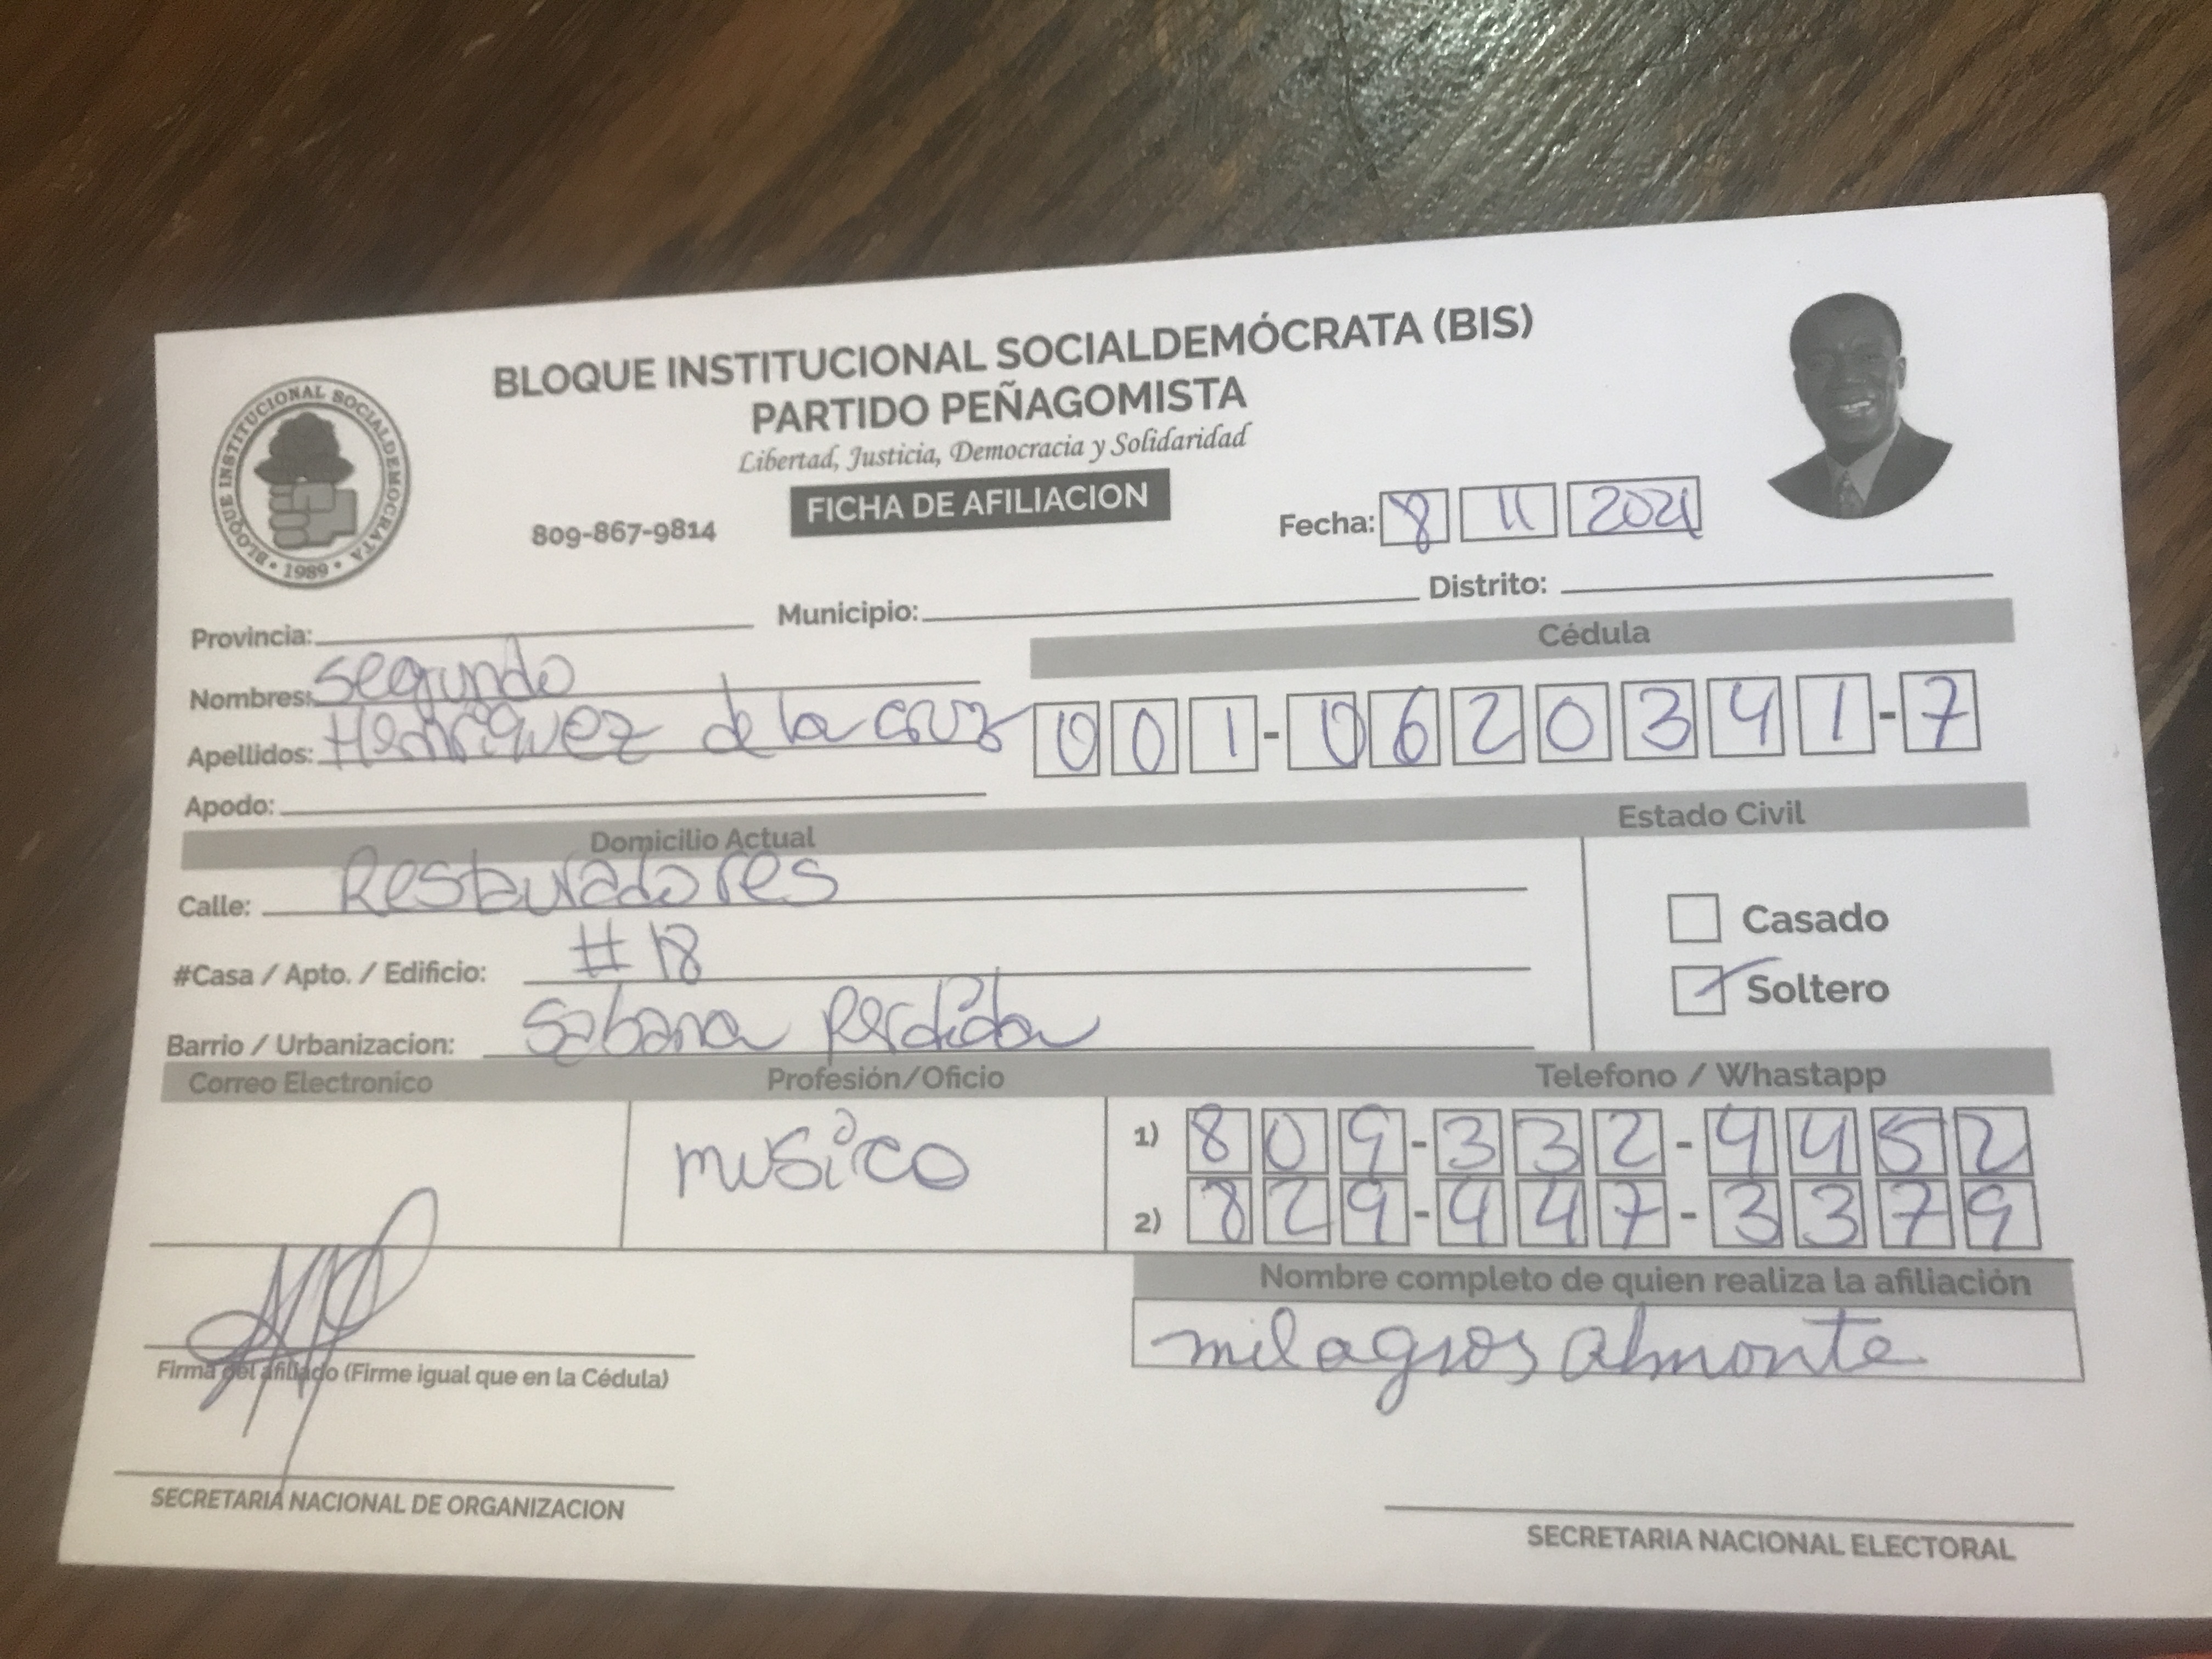 BLOQUE INSTITUCIONAL SOCIALDEMÓCRATA (BIS)
PARTIDO PEÑAGOMISTA
Libertad, Justicia, Democracia y Solidaridad
BLOQUE INSTITUCIONAL SOCIALDEMOCRATA • 1989 •
809-867-9814
FICHA DE AFILIACION
Fecha: 8 11 2021
Provincia: Municipio: Distrito:
Cédula
Nombres: Segundo
Apellidos: Henriquez de la cruz
001-0620341-7
Apodo:
Domicilio Actual
Estado Civil
Calle: Restauradores
Casado
#Casa / Apto. / Edificio: #18
Soltero
Barrio / Urbanizacion: Sabana Perdida
Correo Electronico Profesión/Oficio Telefono / Whastapp
musico
1) 809-332-4452
2) 829-447-3379
Nombre completo de quien realiza la afiliación
milagros almonte
Firma del afiliado (Firme igual que en la Cédula)
SECRETARIA NACIONAL DE ORGANIZACION
SECRETARIA NACIONAL ELECTORAL